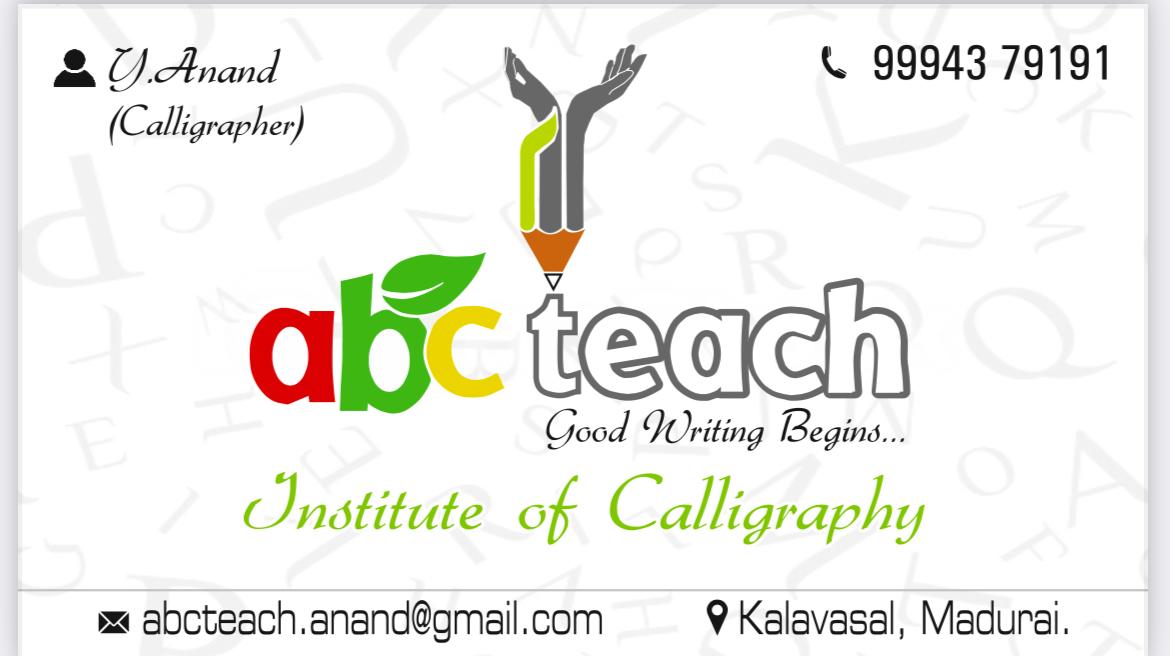 Y.Anand
(Calligrapher)
99943 79191
abc teach
Good Writing Begins...
Institute of Calligraphy
abcteach.anand@gmail.com
Kalavasal, Madurai.